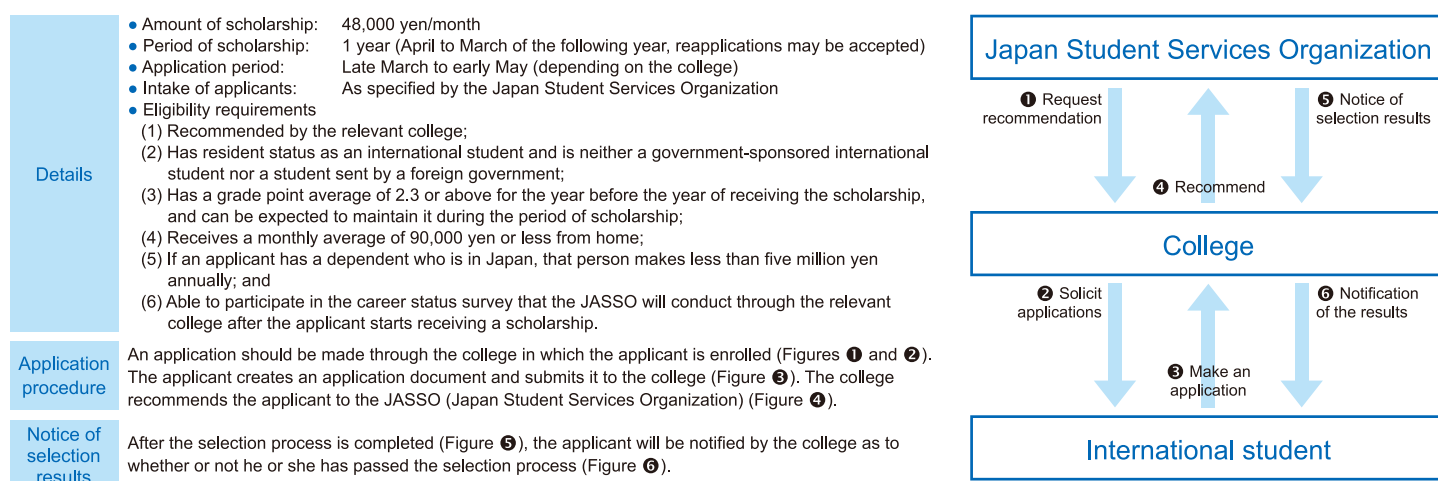 Details
● Amount of scholarship: 48,000 yen/month
● Period of scholarship: 1 year (April to March of the following year, reapplications may be accepted)
● Application period: Late March to early May (depending on the college)
● Intake of applicants: As specified by the Japan Student Services Organization
● Eligibility requirements
(1) Recommended by the relevant college;
(2) Has resident status as an international student and is neither a government-sponsored international
student nor a student sent by a foreign government;
(3) Has a grade point average of 2.3 or above for the year before the year of receiving the scholarship,
and can be expected to maintain it during the period of scholarship;
(4) Receives a monthly average of 90,000 yen or less from home;
(5) If an applicant has a dependent who is in Japan, that person makes less than five million yen
annually; and
(6) Able to participate in the career status survey that the JASSO will conduct through the relevant
college after the applicant starts receiving a scholarship.
Application
procedure
An application should be made through the college in which the applicant is enrolled (Figures ❶ and ❷).
The applicant creates an application document and submits it to the college (Figure ❸). The college
recommends the applicant to the JASSO (Japan Student Services Organization) (Figure ❹).
Notice of
selection
results
After the selection process is completed (Figure ❺), the applicant will be notified by the college as to
whether or not he or she has passed the selection process (Figure ❻).
Japan Student Services Organization
❶ Request
recommendation
❹ Recommend
❺ Notice of
selection results
College
❷ Solicit
applications
❸ Make an
application
❻ Notification
of the results
International student